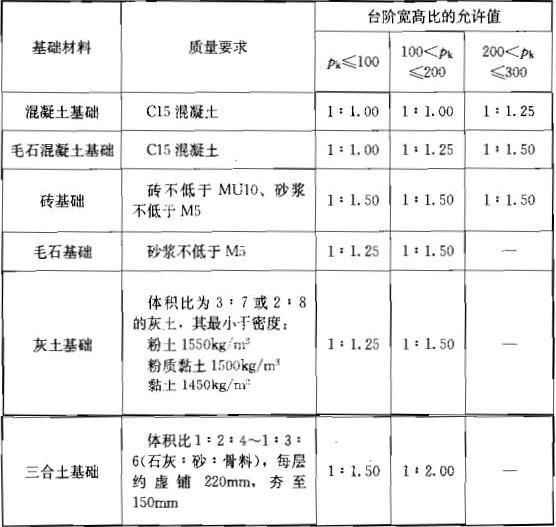 基础材料
质量要求
台阶宽高比的允许值
pk≤100
100<pk
≤200
200<pk
≤300
混凝土基础
C15 混凝土
1∶1.00
1∶1.00
1∶1.25
毛石混凝土基础
C15 混凝土
1∶1.00
1∶1.25
1∶1.50
砖基础
砖不低于 MU10、砂浆
不低于 M5
1∶1.50
1∶1.50
1∶1.50
毛石基础
砂浆不低于 M5
1∶1.25
1∶1.50
—
灰土基础
体积比为 3∶7 或 2∶8
的灰土，其最小干密度：
粉土 1550kg/m³
粉质黏土 1500kg/m³
黏土 1450kg/m³
1∶1.25
1∶1.50
—
三合土基础
体积比 1∶2∶4～1∶3∶
6(石灰∶砂∶骨料)，每层
约虚铺 220mm，夯至
150mm
1∶1.50
1∶2.00
—